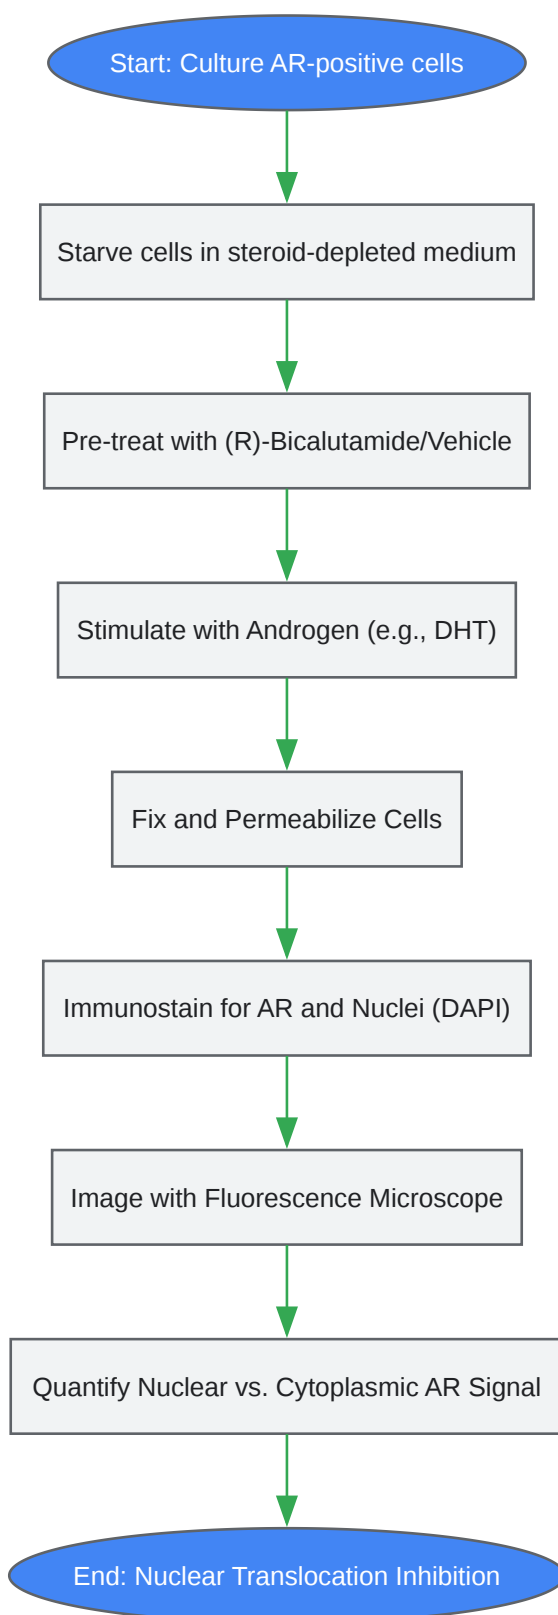 Start: Culture AR-positive cells
Starve cells in steroid-depleted medium
Pre-treat with (R)-Bicalutamide/Vehicle
Stimulate with Androgen (e.g., DHT)
Fix and Permeabilize Cells
Immunostain for AR and Nuclei (DAPI)
Image with Fluorescence Microscope
Quantify Nuclear vs. Cytoplasmic AR Signal
End: Nuclear Translocation Inhibition